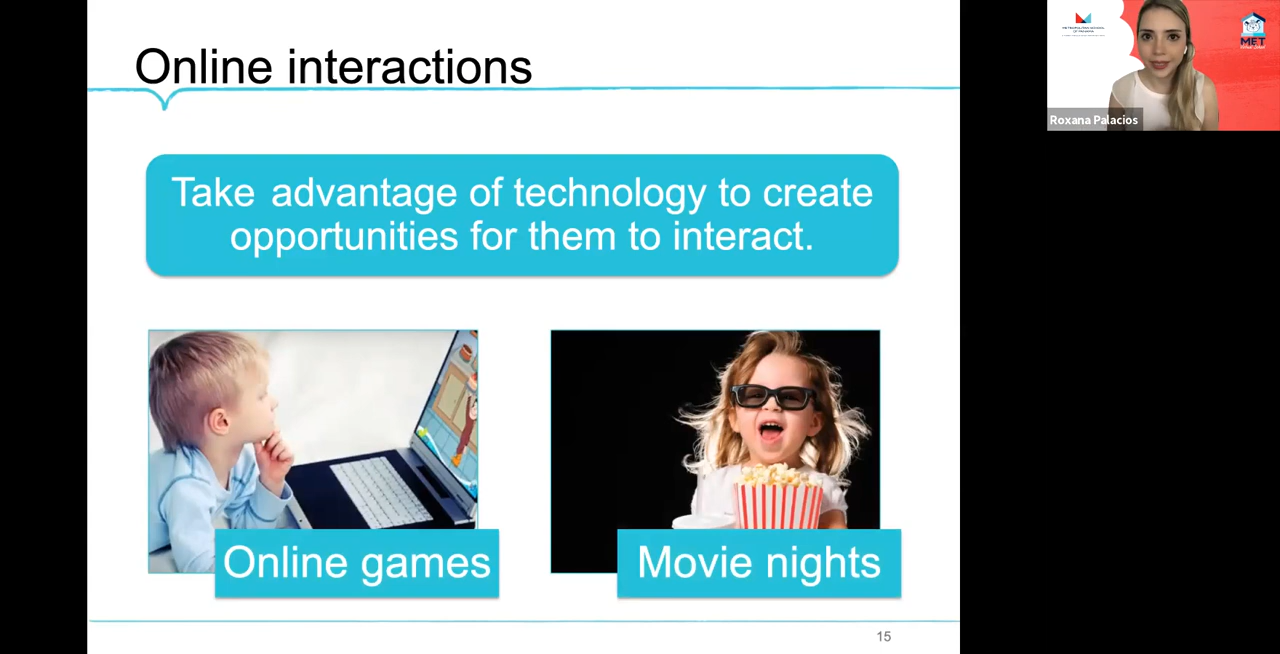 Online interactions
Take advantage of technology to create
opportunities for them to interact.
Online games
Movie nights
15
Roxana Palacios
MET